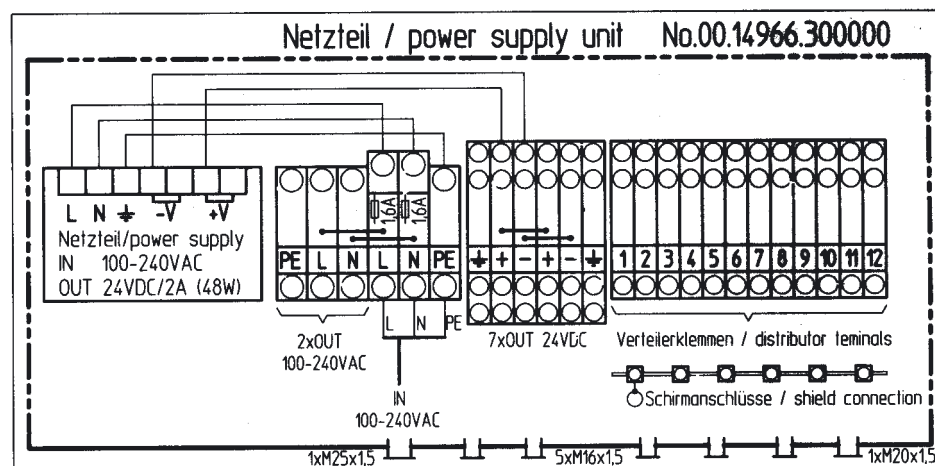 Netzteil / power supply unit No.00.14966.300000
L N ⏚ -V +V
Netzteil/power supply
IN 100-240VAC
OUT 24VDC/2A (48W)
1,6A 1,6A
PE L N L N PE
⏚ + - + - ⏚
1 2 3 4 5 6 7 8 9 10 11 12
L N PE
2xOUT
100-240VAC
7xOUT 24VDC
Verteilerklemmen / distributor teminals
Schirmanschlüsse / shield connection
IN
100-240VAC
1xM25x1,5 5xM16x1,5 1xM20x1,5